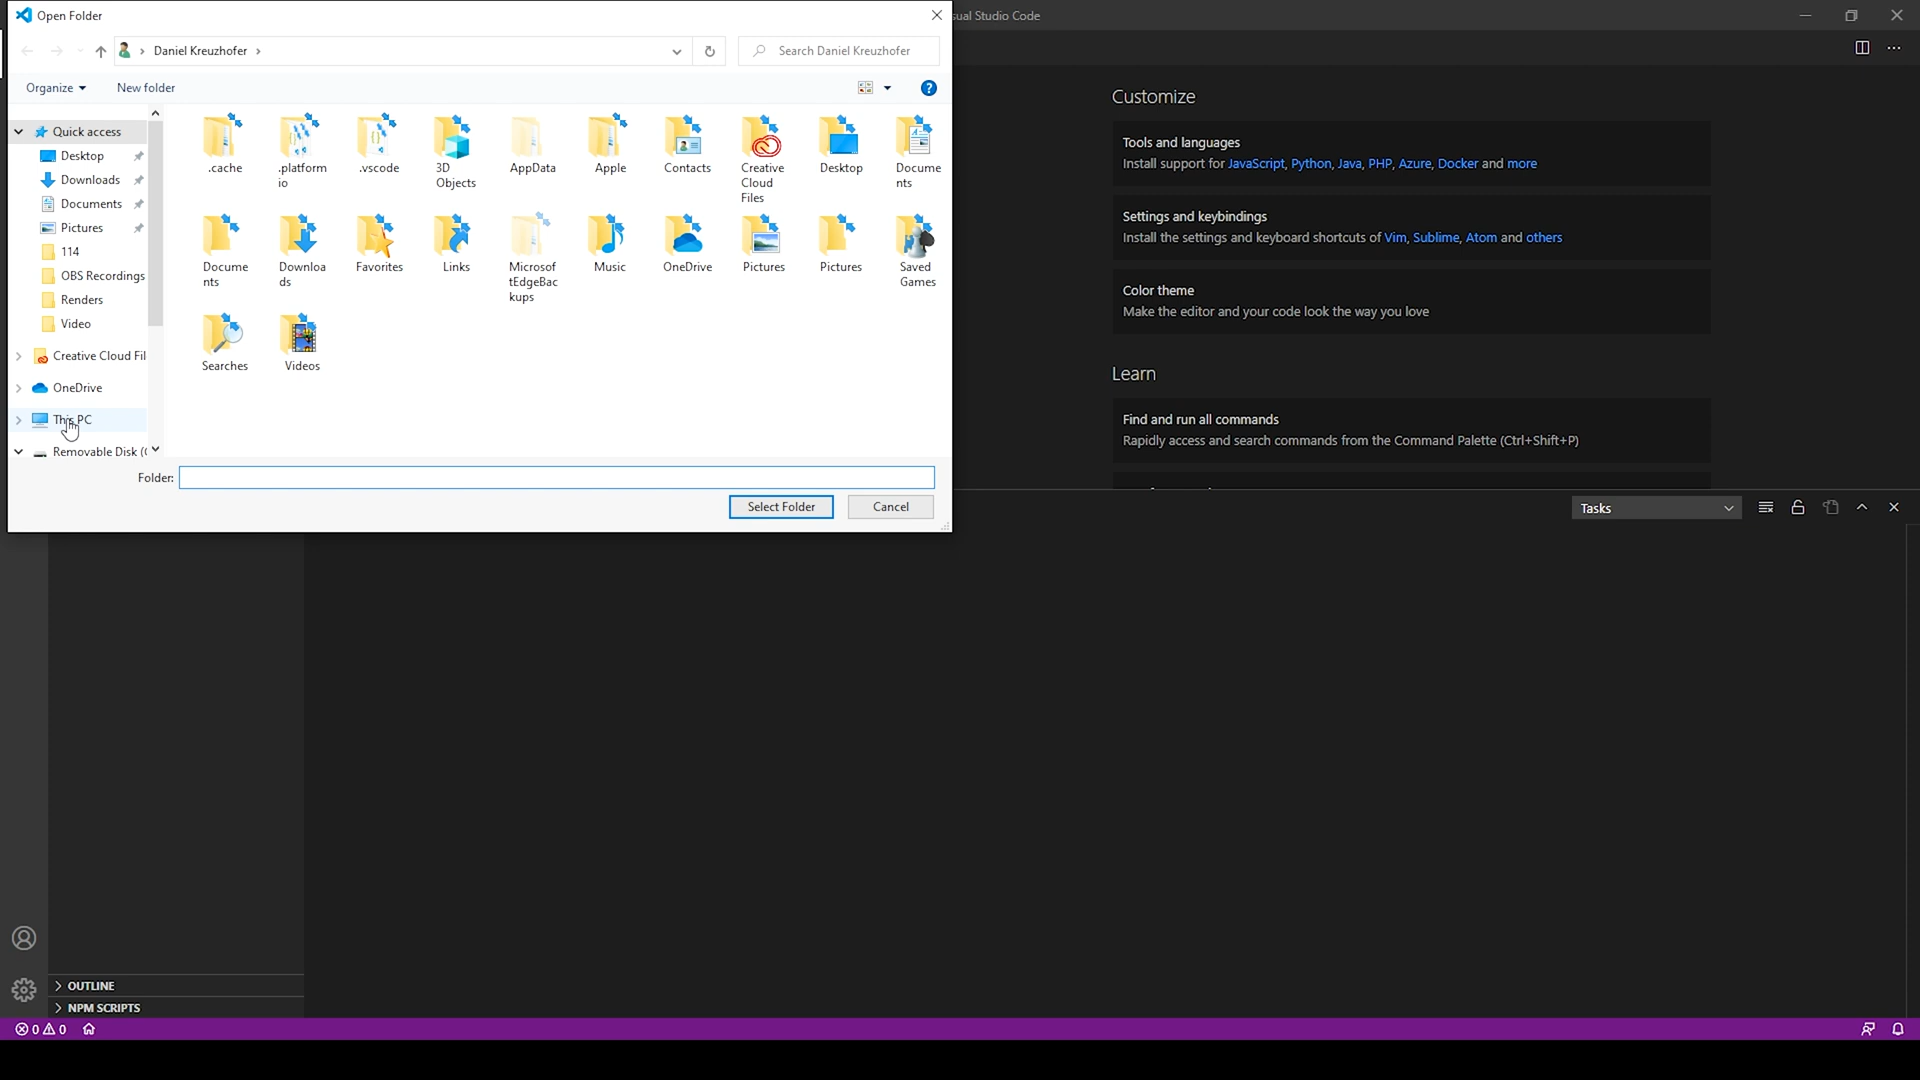 Open Folder
sual Studio Code
Daniel Kreuzhofer
Search Daniel Kreuzhofer
Organize
New folder
Quick access
Desktop
Downloads
Documents
Pictures
114
OBS Recordings
Renders
Video
Creative Cloud Fil
OneDrive
This PC
Removable Disk (
.cache
.platform
io
.vscode
3D
Objects
AppData
Apple
Contacts
Creative
Cloud
Files
Desktop
Docume
nts
Docume
nts
Downloa
ds
Favorites
Links
Microsof
tEdgeBac
kups
Music
OneDrive
Pictures
Pictures
Saved
Games
Searches
Videos
Folder:
Select Folder
Cancel
Customize
Tools and languages
Install support for JavaScript, Python, Java, PHP, Azure, Docker and more
Settings and keybindings
Install the settings and keyboard shortcuts of Vim, Sublime, Atom and others
Color theme
Make the editor and your code look the way you love
Learn
Find and run all commands
Rapidly access and search commands from the Command Palette (Ctrl+Shift+P)
Tasks
OUTLINE
NPM SCRIPTS
0 0